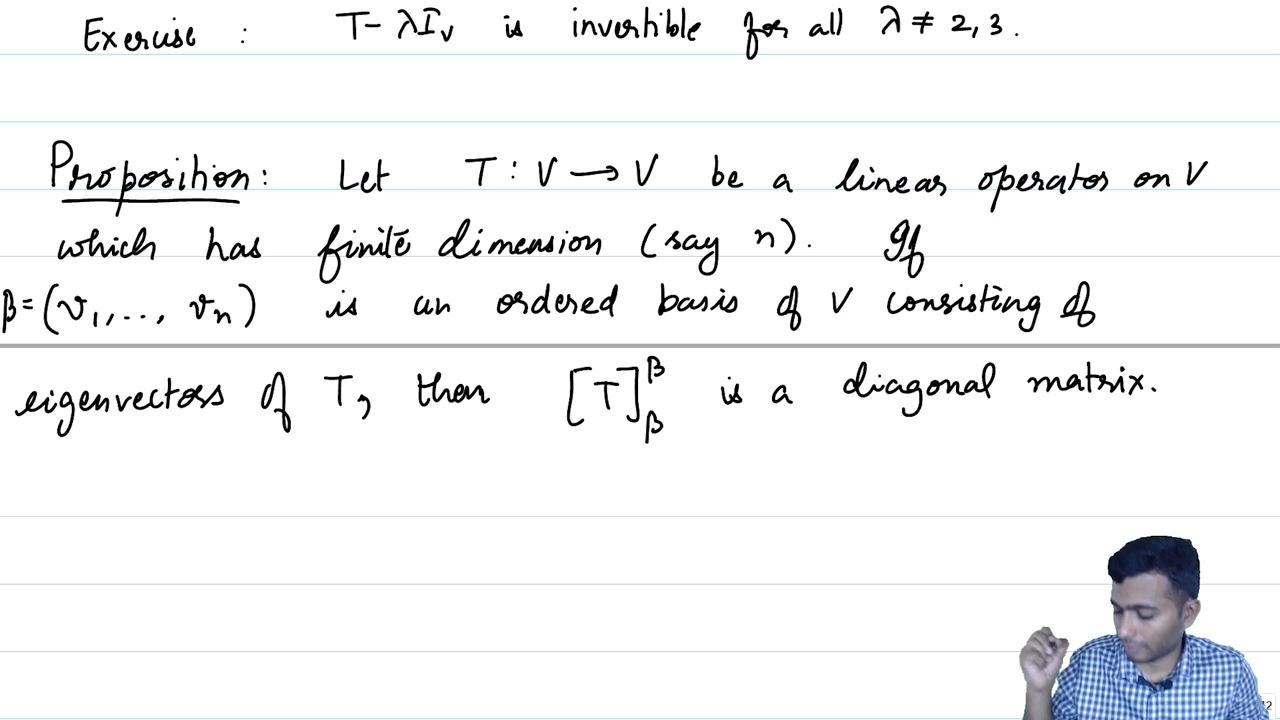 Exercise : T - λI_V is invertible for all λ ≠ 2, 3.
Proposition: Let T : V ⟶ V be a linear operator on V
which has finite dimension (say n). If
β = (v_1, .., v_n) is an ordered basis of V consisting of
eigenvectors of T, then [T]_β^β is a diagonal matrix.